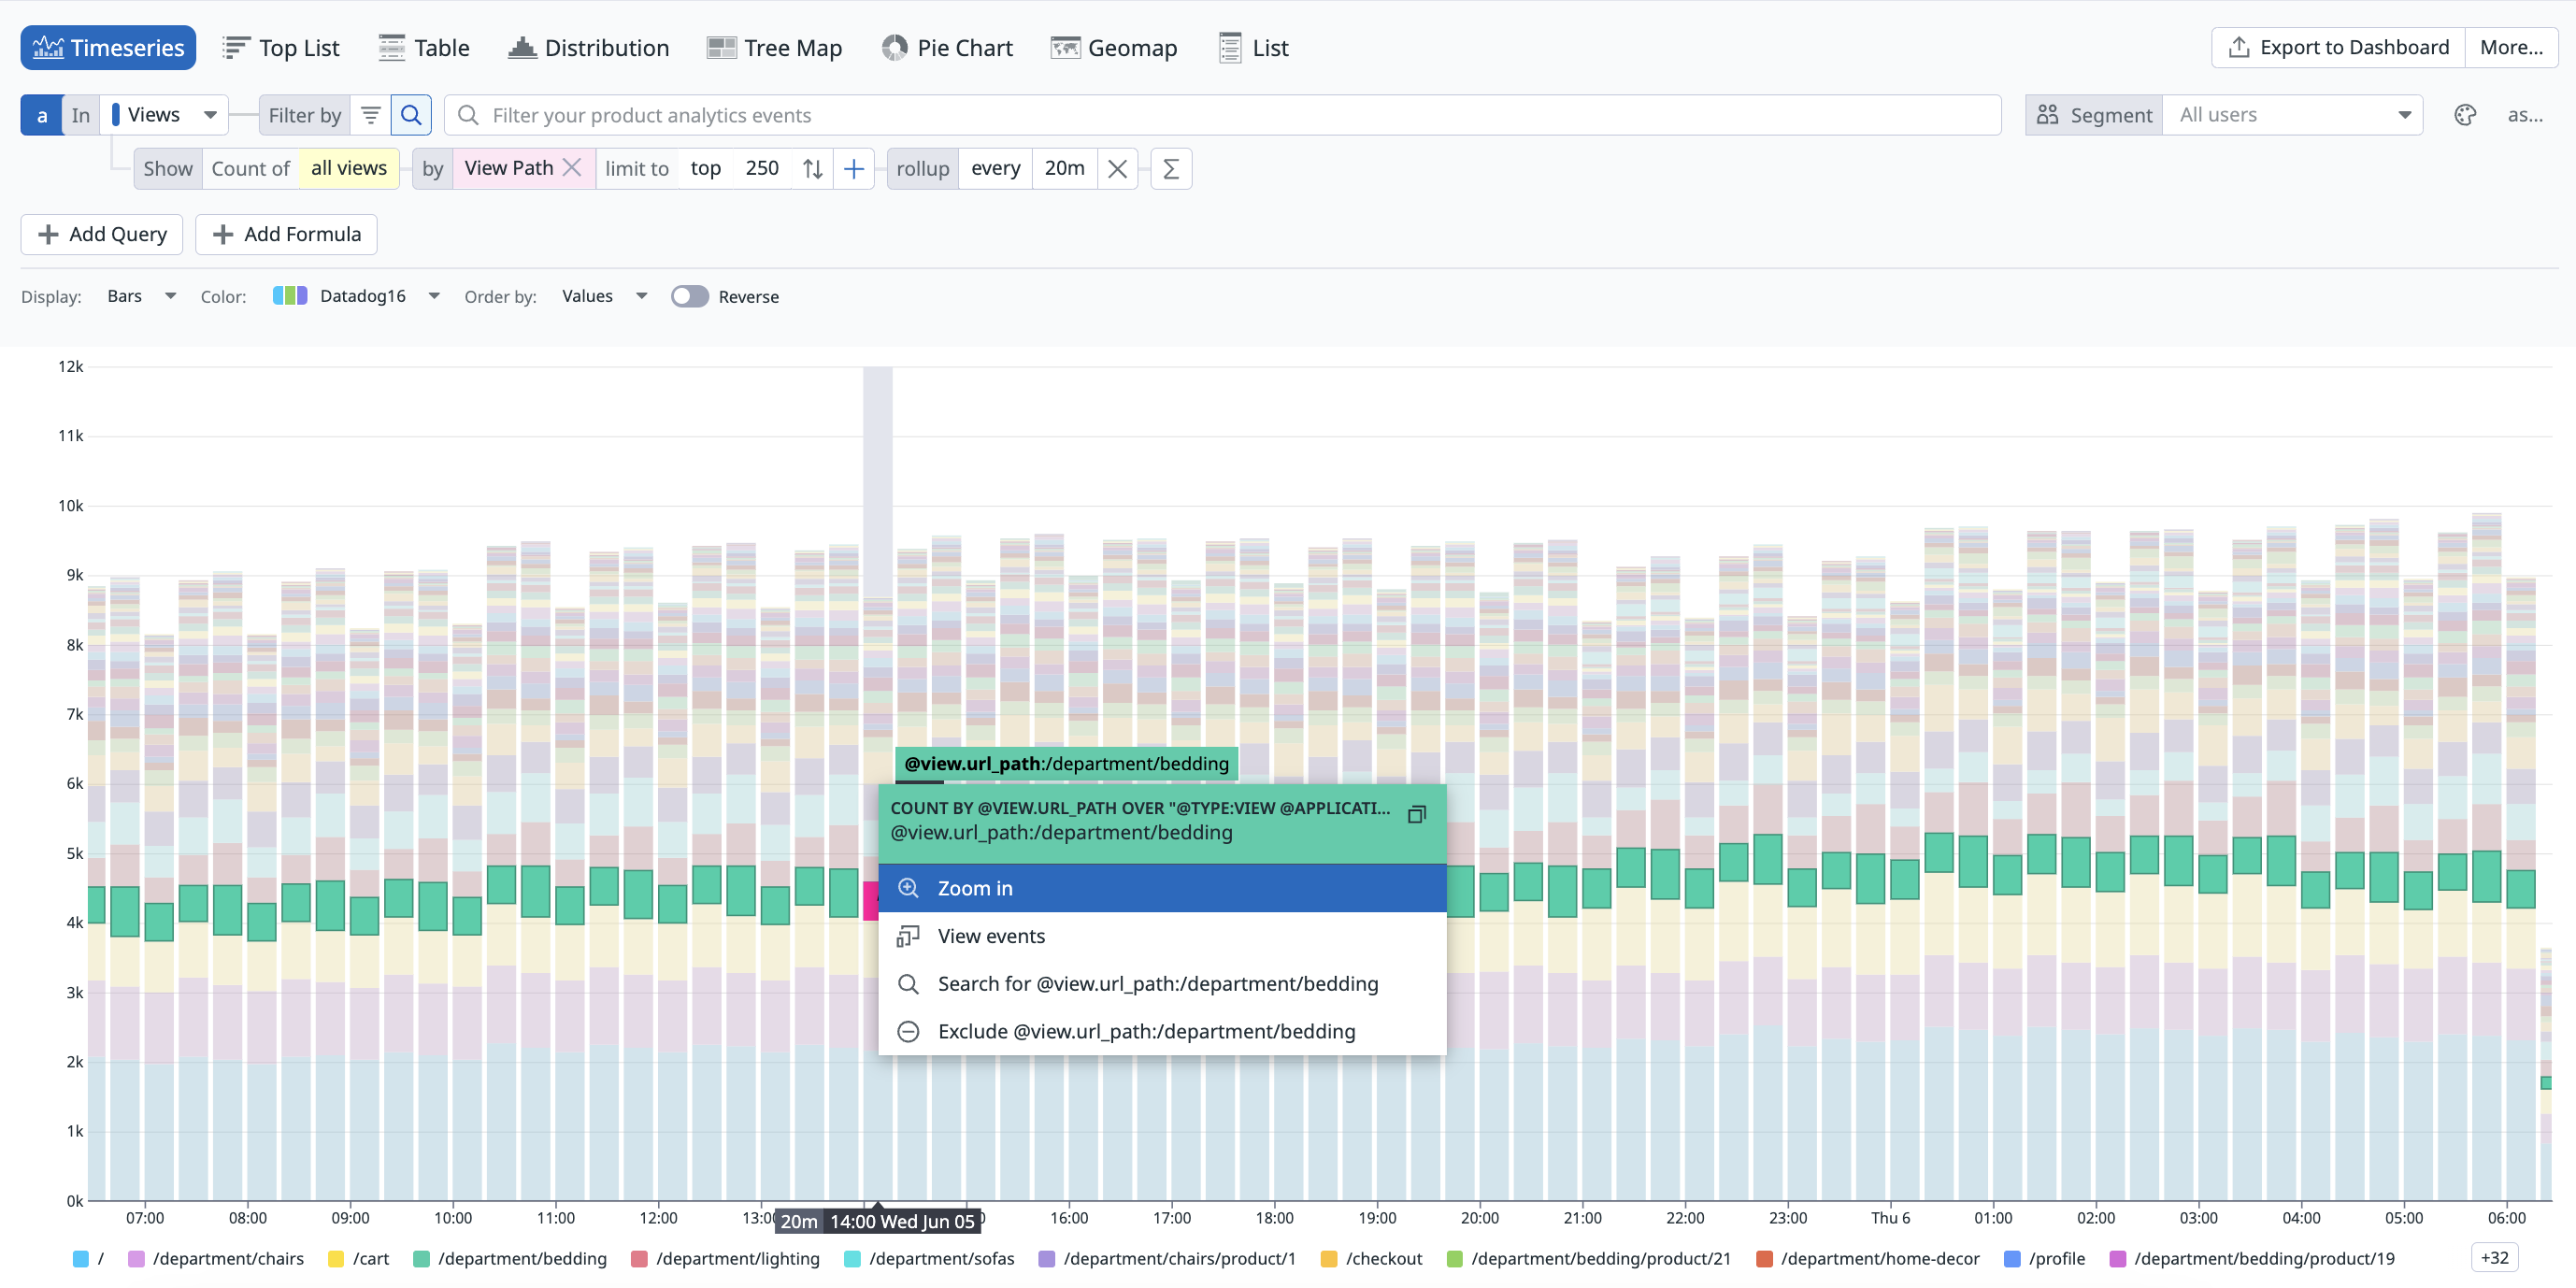 Timeseries Top List Table Distribution Tree Map Pie Chart Geomap List Export to Dashboard More...
a In Views Filter by Filter your product analytics events Segment All users as...
Show Count of all views by View Path limit to top 250 rollup every 20m Σ
Add Query Add Formula
Display: Bars Color: Datadog16 Order by: Values Reverse
12k
11k
10k
9k
8k
7k
6k
5k
4k
3k
2k
1k
0k
@view.url_path:/department/bedding
COUNT BY @VIEW.URL_PATH OVER "@TYPE:VIEW @APPLICATI...
@view.url_path:/department/bedding
Zoom in
View events
Search for @view.url_path:/department/bedding
Exclude @view.url_path:/department/bedding
07:00 08:00 09:00 10:00 11:00 12:00 13:00 16:00 17:00 18:00 19:00 20:00 21:00 22:00 23:00 Thu 6 01:00 02:00 03:00 04:00 05:00 06:00
20m 14:00 Wed Jun 05
/ /department/chairs /cart /department/bedding /department/lighting /department/sofas /department/chairs/product/1 /checkout /department/bedding/product/21 /department/home-decor /profile /department/bedding/product/19 +32